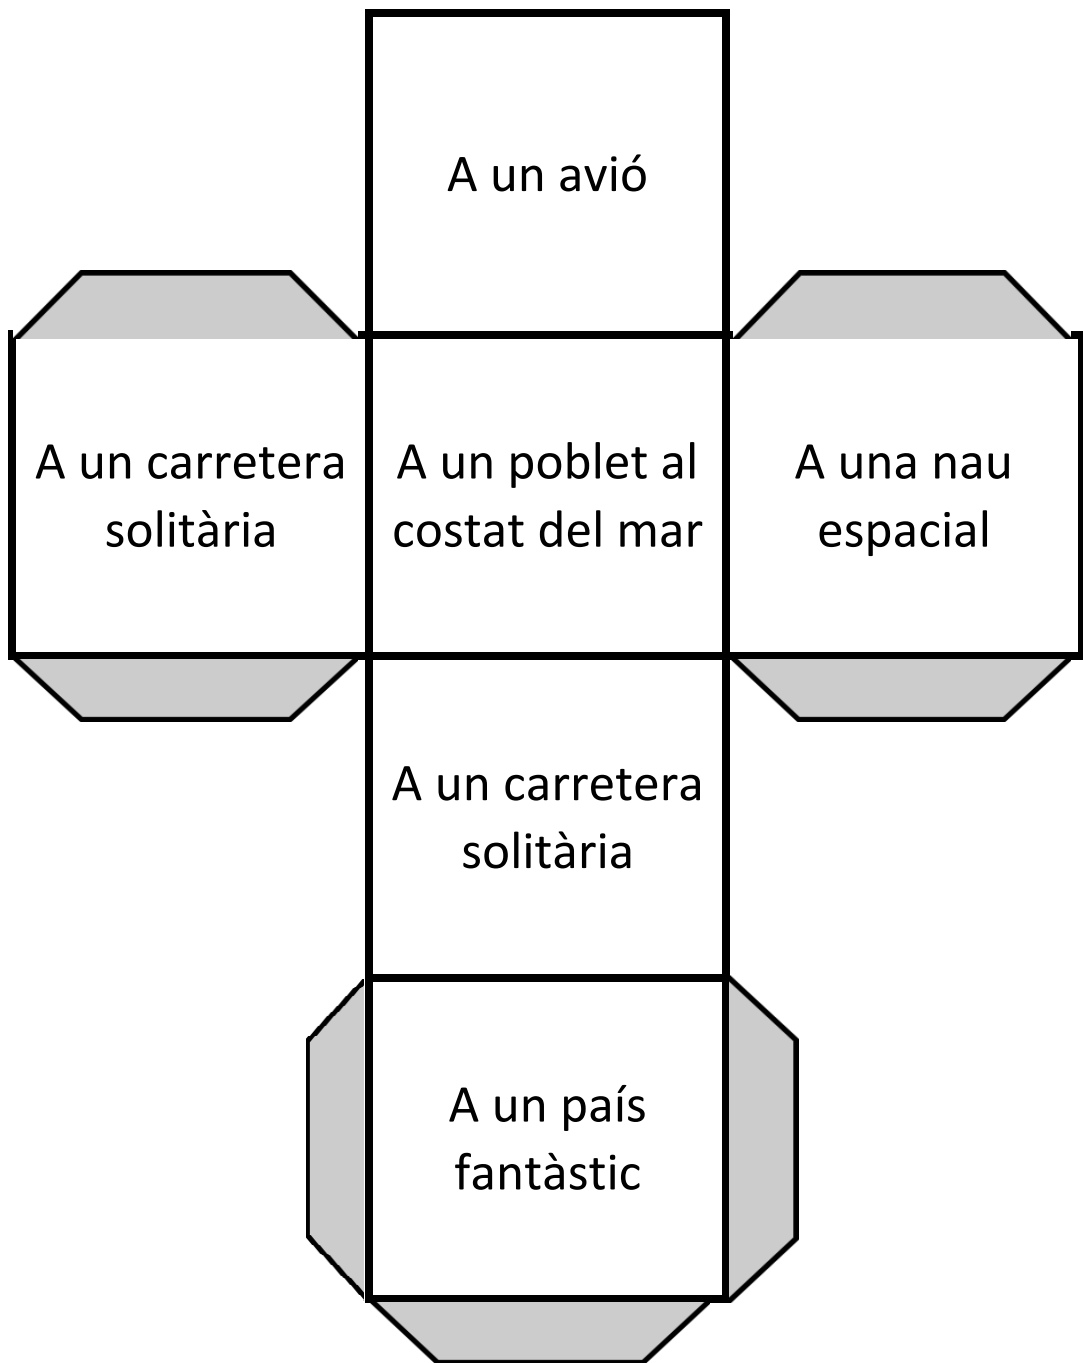 A un avió
A un carretera
solitària
A un poblet al
costat del mar
A una nau
espacial
A un carretera
solitària
A un país
fantàstic